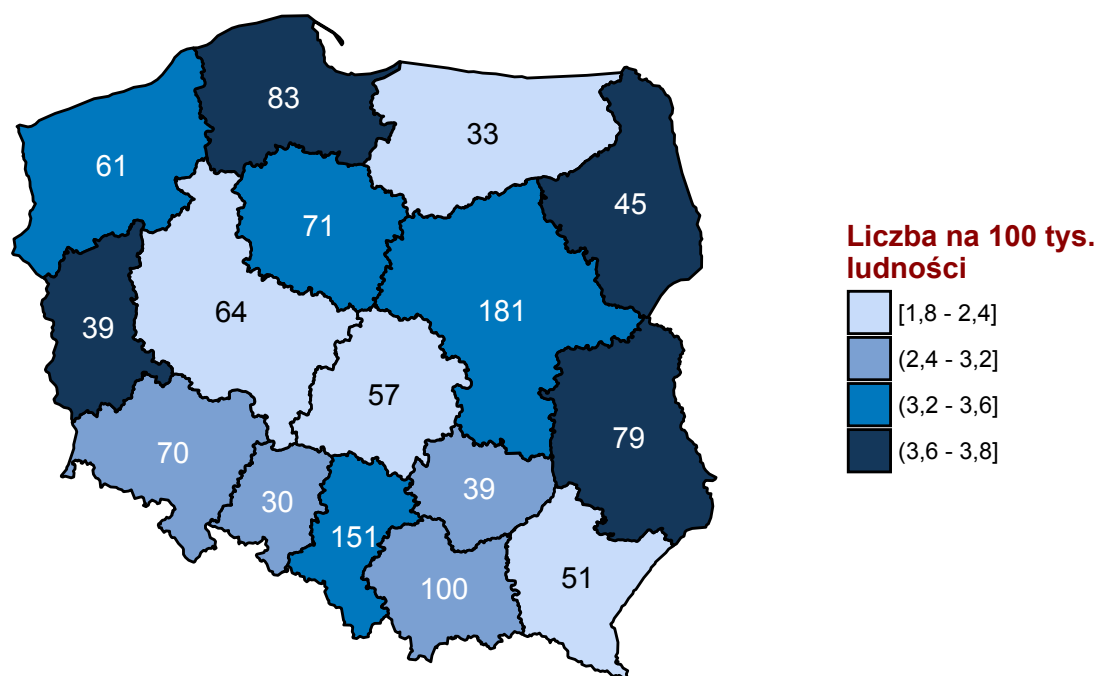 83
33
61
45
71
181
64
39
57
79
70
39
30
151
100
51
Liczba na 100 tys.
ludności
[1,8 - 2,4]
(2,4 - 3,2]
(3,2 - 3,6]
(3,6 - 3,8]